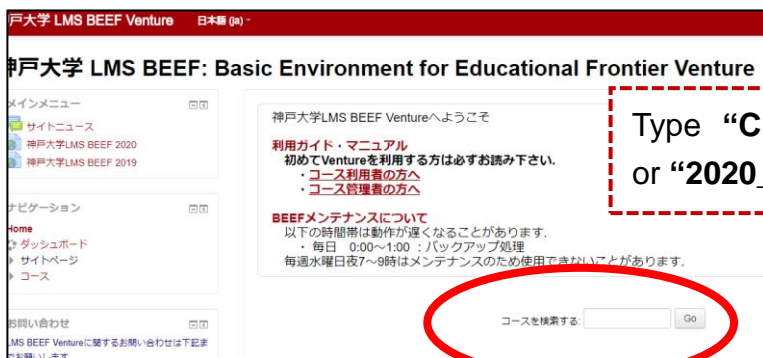 戸大学 LMS BEEF Venture 日本語 (ja)
神戸大学 LMS BEEF: Basic Environment for Educational Frontier Venture
メインメニュー
サイトニュース
神戸大学LMS BEEF 2020
神戸大学LMS BEEF 2019
ナビゲーション
Home
ダッシュボード
サイトページ
コース
お問い合わせ
LMS BEEF Ventureに関するお問い合わせは下記ま
でお願いします
神戸大学LMS BEEF Ventureへようこそ
利用ガイド・マニュアル
初めてVentureを利用する方は必ずお読み下さい.
・コース利用者の方へ
・コース管理者の方へ
BEEFメンテナンスについて
以下の時間帯は動作が遅くなることがあります.
・毎日 0:00~1:00 : バックアップ処理
毎週水曜日夜7~9時はメンテナンスのため使用できないことがあります.
コースを検索する: Go
Type “C
or “2020_